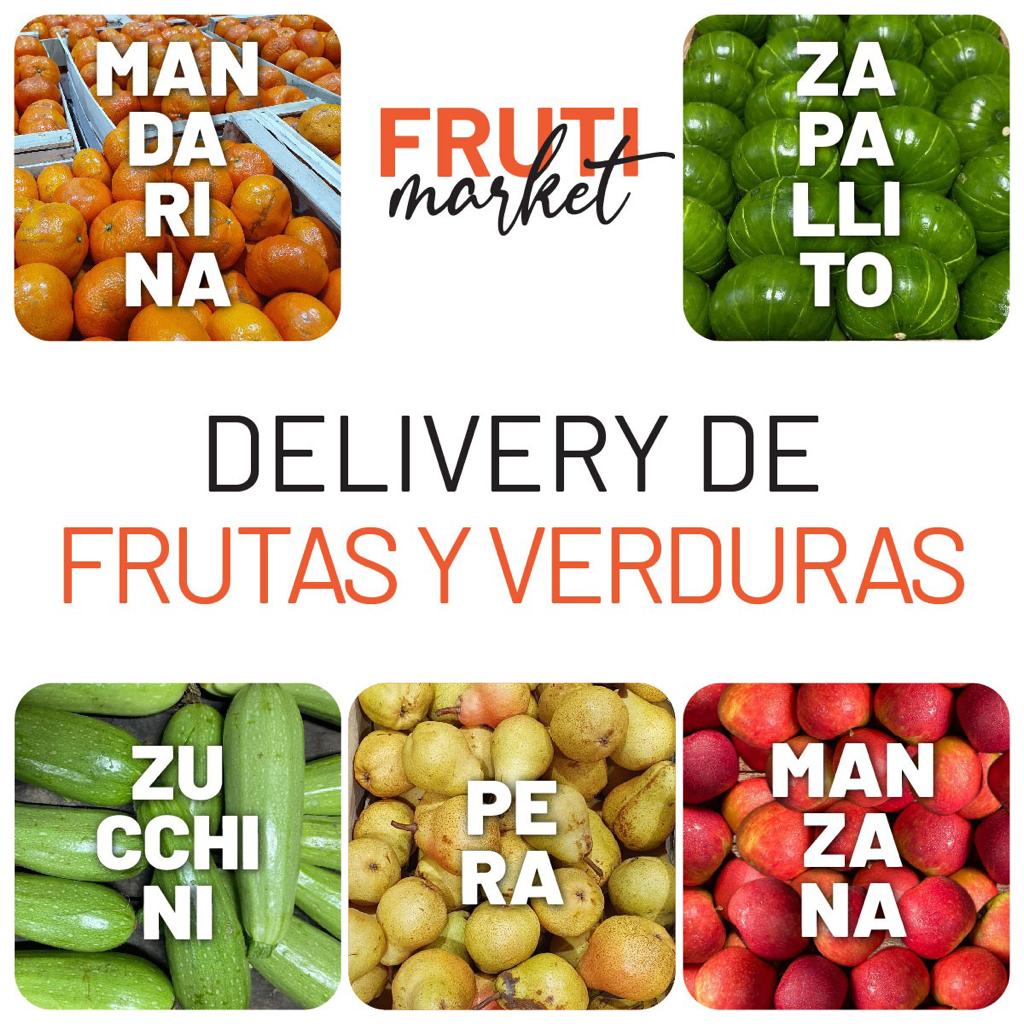 MAN
DA
RI
NA
FRUTI
market
ZA
PA
LLI
TO
DELIVERY DE
FRUTAS Y VERDURAS
ZU
CCHI
NI
PE
RA
MAN
ZA
NA